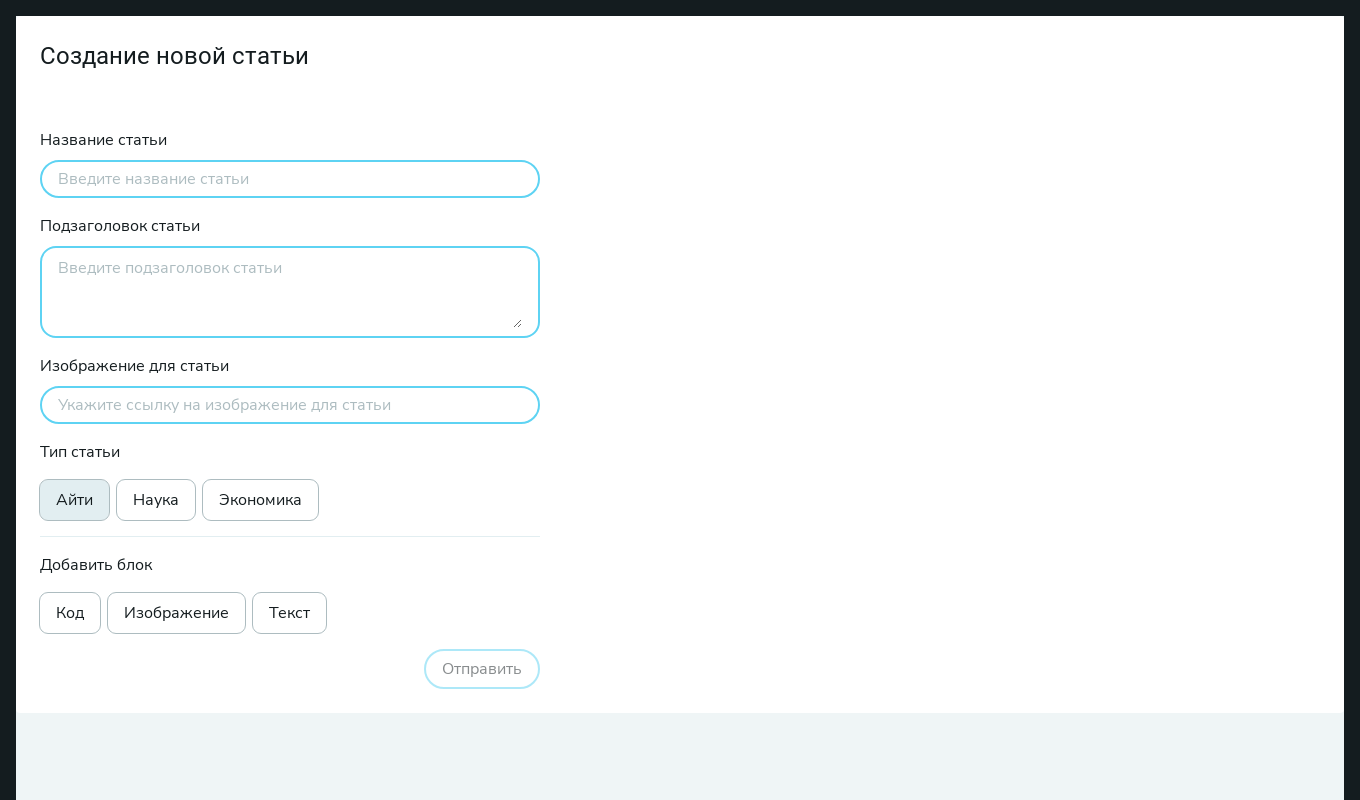 Создание новой статьи
Название статьи
Введите название статьи
Подзаголовок статьи
Введите подзаголовок статьи
Изображение для статьи
Укажите ссылку на изображение для статьи
Тип статьи
Айти Наука Экономика
Добавить блок
Код Изображение Текст
Отправить